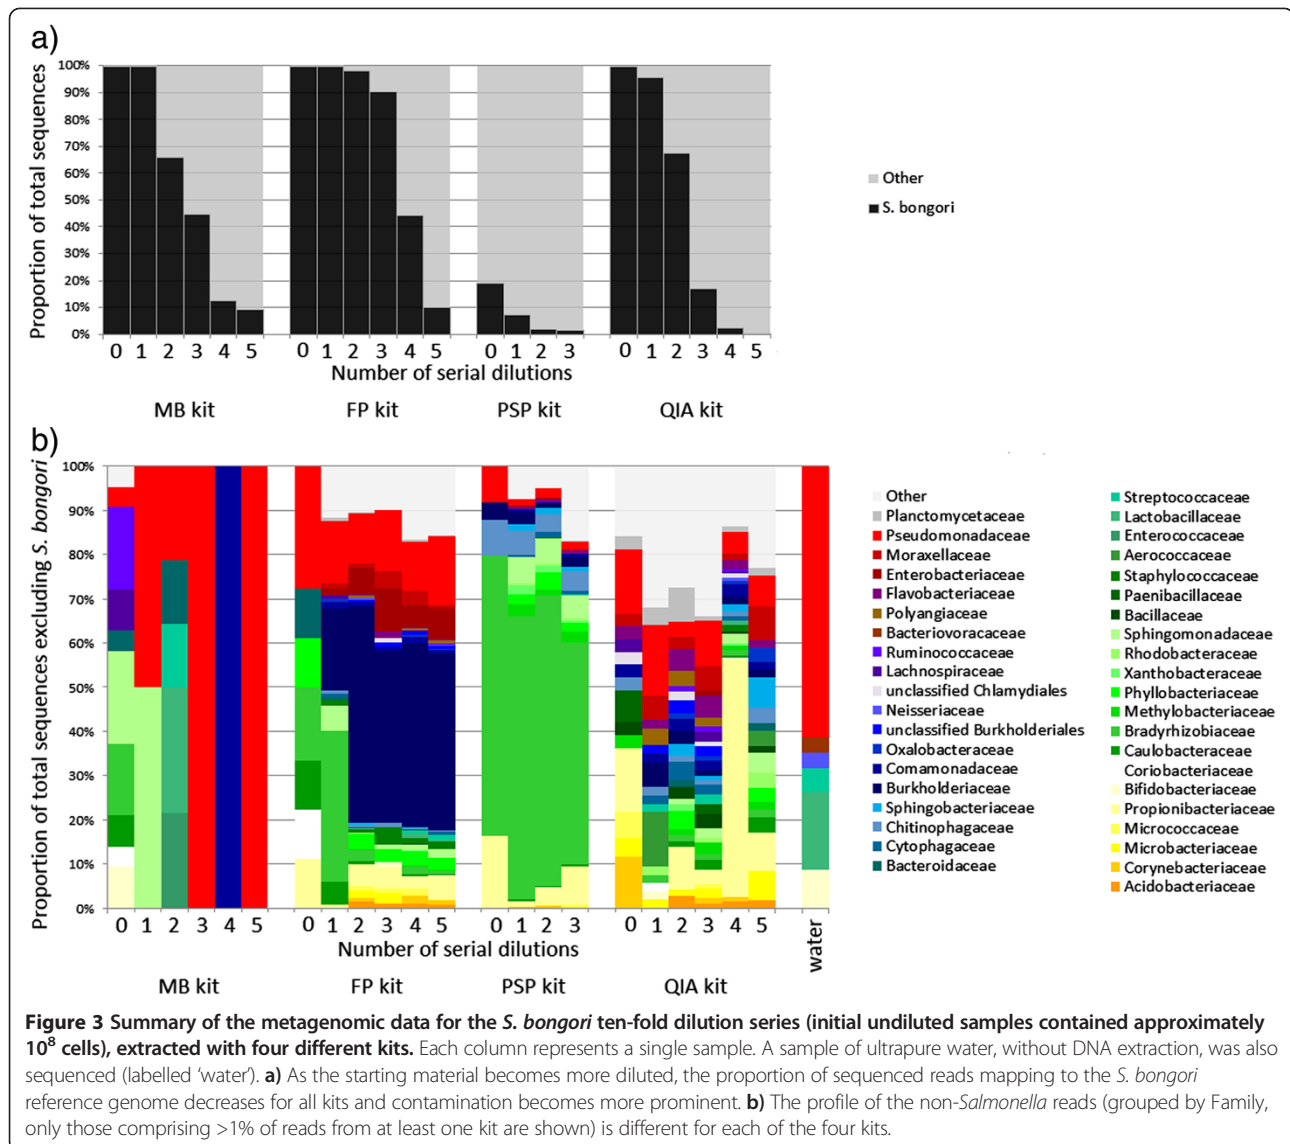 a)
Proportion of total sequences
100%
90%
80%
70%
60%
50%
40%
30%
20%
10%
0%
0 1 2 3 4 5 0 1 2 3 4 5 0 1 2 3 0 1 2 3 4 5
Number of serial dilutions
MB kit FP kit PSP kit QIA kit
Other
S. bongori
b)
Proportion of total sequences excluding S. bongori
100%
90%
80%
70%
60%
50%
40%
30%
20%
10%
0%
0 1 2 3 4 5 0 1 2 3 4 5 0 1 2 3 0 1 2 3 4 5 water
Number of serial dilutions
MB kit FP kit PSP kit QIA kit
Other
Planctomycetaceae
Pseudomonadaceae
Moraxellaceae
Enterobacteriaceae
Flavobacteriaceae
Polyangiaceae
Bacteriovoracaceae
Ruminococcaceae
Lachnospiraceae
unclassified Chlamydiales
Neisseriaceae
unclassified Burkholderiales
Oxalobacteraceae
Comamonadaceae
Burkholderiaceae
Sphingobacteriaceae
Chitinophagaceae
Cytophagaceae
Bacteroidaceae
Streptococcaceae
Lactobacillaceae
Enterococcaceae
Aerococcaceae
Staphylococcaceae
Paenibacillaceae
Bacillaceae
Sphingomonadaceae
Rhodobacteraceae
Xanthobacteraceae
Phyllobacteriaceae
Methylobacteriaceae
Bradyrhizobiaceae
Caulobacteraceae
Coriobacteriaceae
Bifidobacteriaceae
Propionibacteriaceae
Micrococcaceae
Microbacteriaceae
Corynebacteriaceae
Acidobacteriaceae
Figure 3 Summary of the metagenomic data for the S. bongori ten-fold dilution series (initial undiluted samples contained approximately
10⁸ cells), extracted with four different kits. Each column represents a single sample. A sample of ultrapure water, without DNA extraction, was also
sequenced (labelled ‘water’). a) As the starting material becomes more diluted, the proportion of sequenced reads mapping to the S. bongori
reference genome decreases for all kits and contamination becomes more prominent. b) The profile of the non-Salmonella reads (grouped by Family,
only those comprising >1% of reads from at least one kit are shown) is different for each of the four kits.